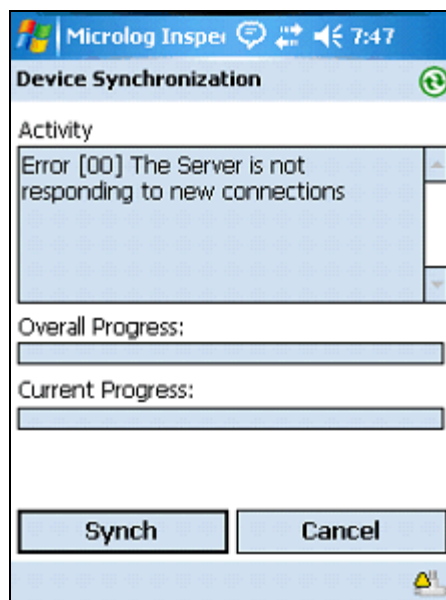 Microlog Inspe 7:47
Device Synchronization
Activity
Error [00] The Server is not
responding to new connections
Overall Progress:
Current Progress:
Synch Cancel